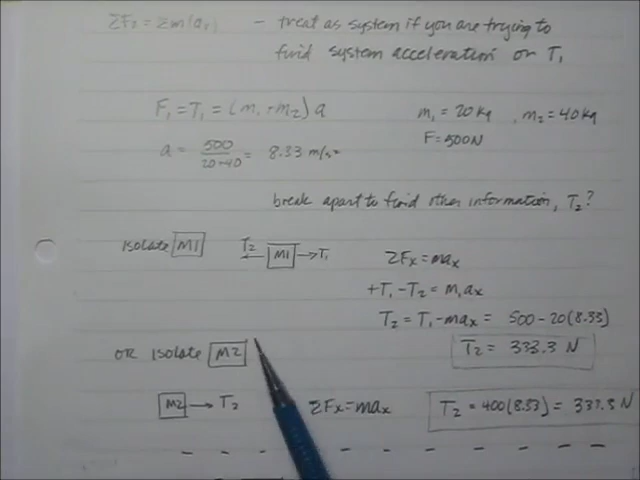 ΣF₂ = Σm(a₁) - treat as system if you are trying to
find system acceleration or T₁
F₁ = T₁ = (m₁ + m₂) a m₁ = 20 kg , m₂ = 40 kg
F = 500 N
a = 500/20+40 = 8.33 m/s²
break apart to find other information, T₂?
isolate M1 T₂ ← M1 → T₁ ΣFx = max
+T₁ - T₂ = m₁ax
T₂ = T₁ - max = 500 - 20(8.33)
T₂ = 333.3 N
OR isolate M2
M2 → T₂ ΣFx = max T₂ = 400(8.33) = 333.3 N